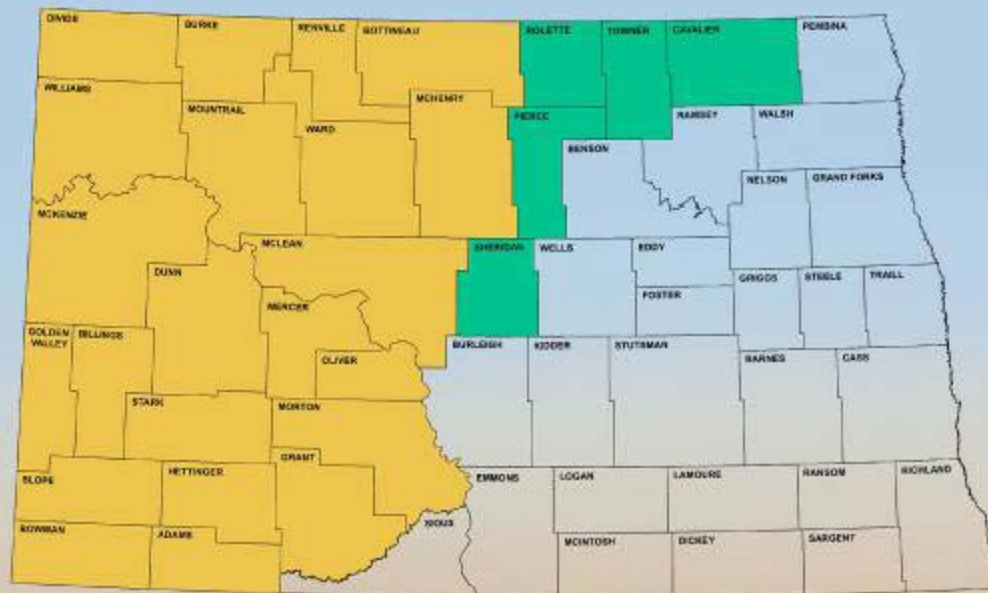 DIVIDE
BURKE
RENVILLE
BOTTINEAU
ROLETTE
TOWNER
CAVALIER
PEMBINA
WILLIAMS
MOUNTRAIL
WARD
MCHENRY
PIERCE
BENSON
RAMSEY
WALSH
NELSON
GRAND FORKS
MCKENZIE
DUNN
MCLEAN
SHERIDAN
WELLS
EDDY
FOSTER
GRIGGS
STEELE
TRAILL
GOLDEN
VALLEY
BILLINGS
MERCER
OLIVER
BURLEIGH
KIDDER
STUTSMAN
BARNES
CASS
STARK
MORTON
GRANT
SLOPE
HETTINGER
EMMONS
LOGAN
LAMOURE
RANSOM
RICHLAND
BOWMAN
ADAMS
SIOUX
MCINTOSH
DICKEY
SARGENT